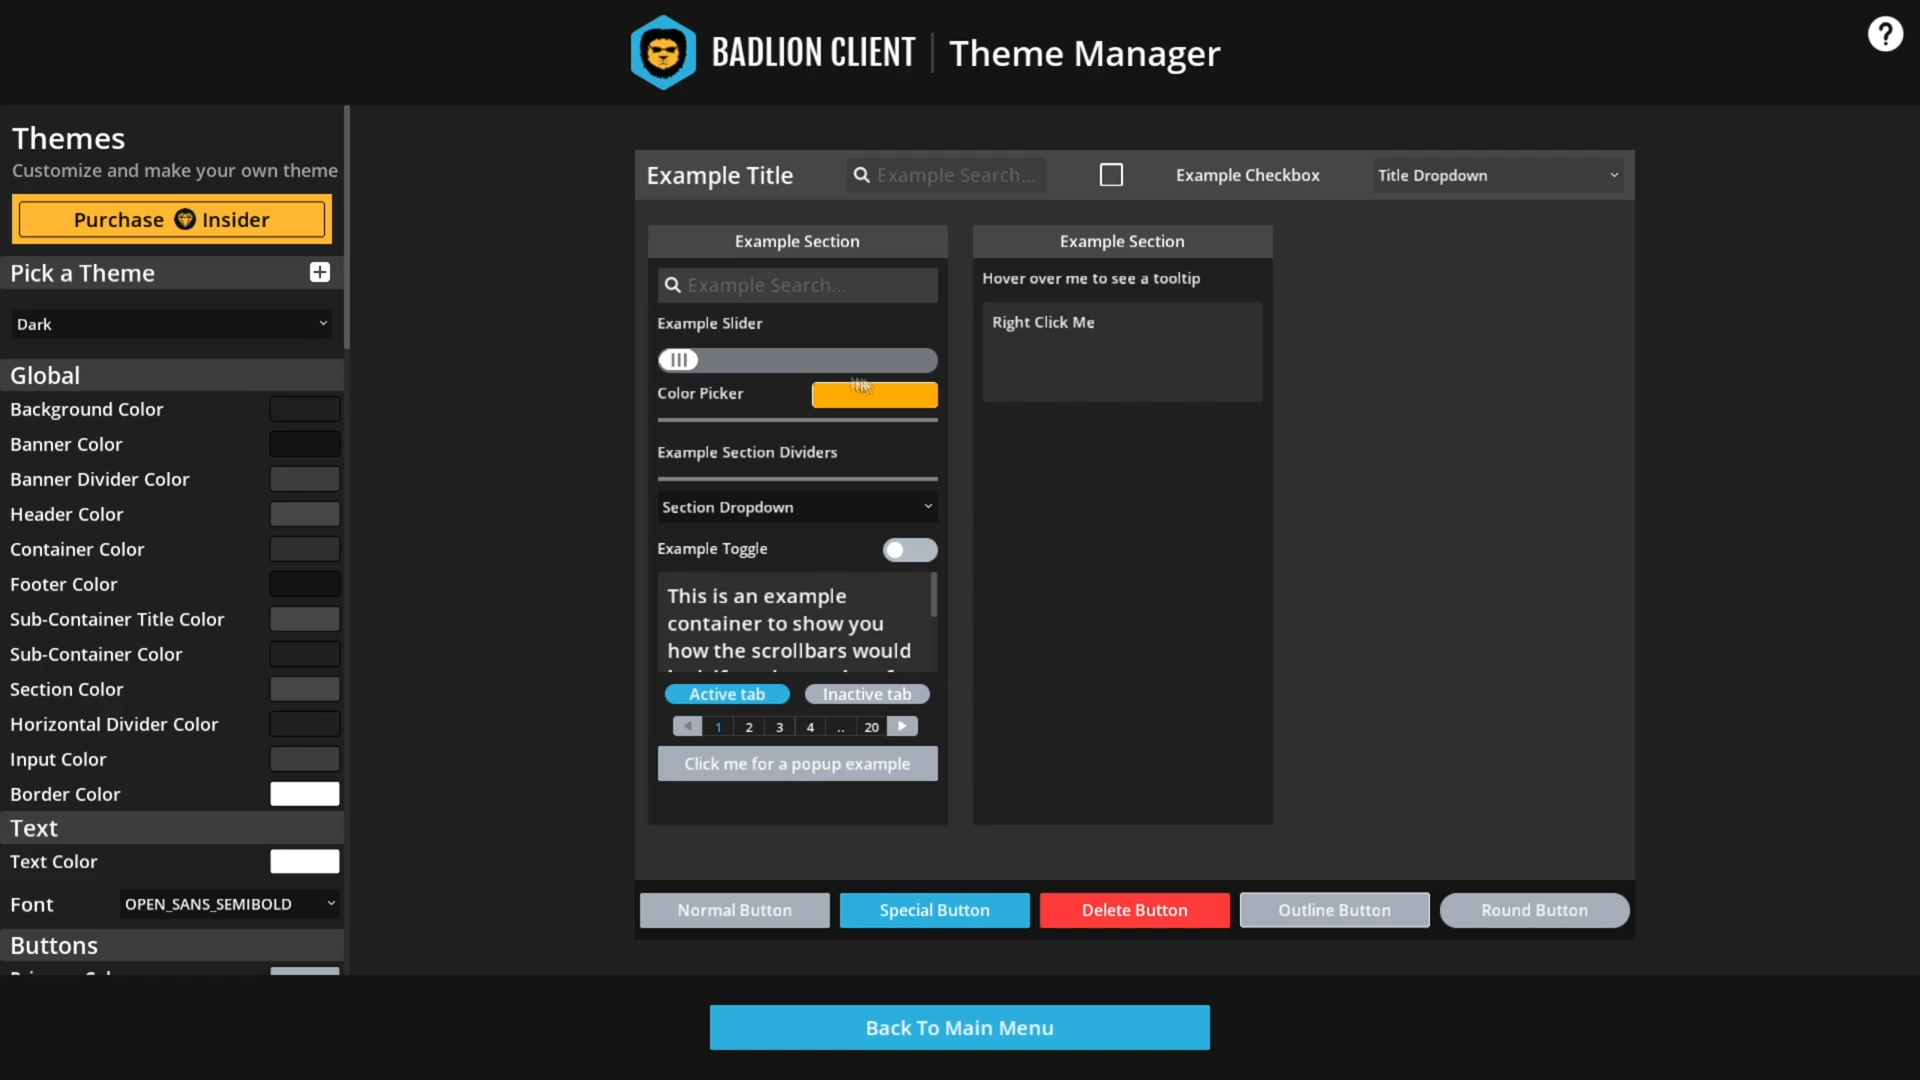 BADLION CLIENT
Theme Manager
?
Themes
Customize and make your own theme
Purchase Insider
Pick a Theme
Dark
Global
Background Color
Banner Color
Banner Divider Color
Header Color
Container Color
Footer Color
Sub-Container Title Color
Sub-Container Color
Section Color
Horizontal Divider Color
Input Color
Border Color
Text
Text Color
Font OPEN_SANS_SEMIBOLD
Buttons
Example Title
Example Search...
Example Checkbox
Title Dropdown
Example Section
Example Search...
Example Slider
Color Picker
Example Section Dividers
Section Dropdown
Example Toggle
This is an example
container to show you
how the scrollbars would
Active tab Inactive tab
1 2 3 4 .. 20
Click me for a popup example
Example Section
Hover over me to see a tooltip
Right Click Me
Normal Button
Special Button
Delete Button
Outline Button
Round Button
Back To Main Menu